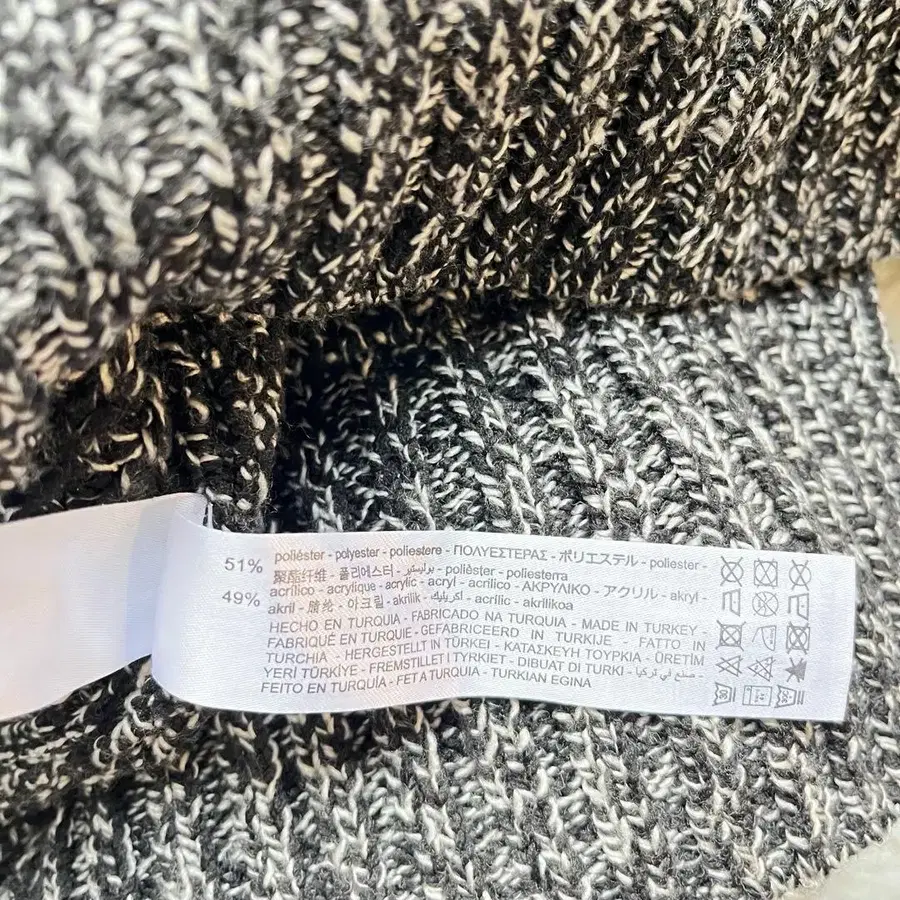 51% poliéster - polyester - poliestere - ΠΟΛΥΕΣΤΕΡΑΣ - ポリエステル - poliester -
聚酯纤维 - 폴리에스터 - بوليستير - polièster - poliesterra
49% acrílico - acrylique - acrylic - acryl - acrilico - ΑΚΡΥΛΙΚΟ - アクリル - akryl -
akril - 腈纶 - 아크릴 - akrilik - أكريليك - acrílic - akrilikoa
HECHO EN TURQUIA - FABRICADO NA TURQUIA - MADE IN TURKEY -
FABRIQUÉ EN TURQUIE - GEFABRICEERD IN TURKIJE - FATTO IN
TURCHIA - HERGESTELLT IN TÜRKEI - ΚΑΤΑΣΚΕΥΗ ΤΟΥΡΚΙΑ - ÜRETİM
YERİ TÜRKİYE - FREMSTILLET I TYRKIET - DIBUAT DI TURKI - صنع في تركيا -
FEITO EN TURQUÍA - FET A TURQUIA - TURKIAN EGINA